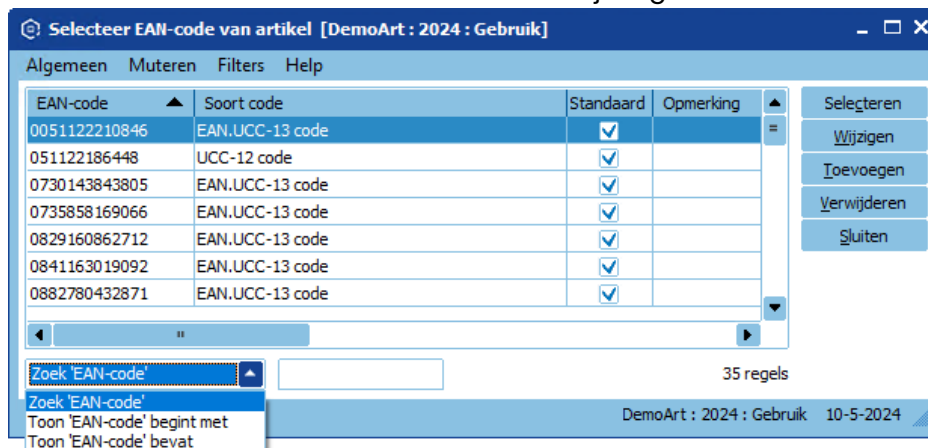 Selecteer EAN-code van artikel [DemoArt : 2024 : Gebruik]
Algemeen Muteren Filters Help
EAN-code Soort code Standaard Opmerking Selecteren
0051122210846 EAN.UCC-13 code Wijzigen
051122186448 UCC-12 code Toevoegen
0730143843805 EAN.UCC-13 code
0735858169066 EAN.UCC-13 code Verwijderen
0829160862712 EAN.UCC-13 code Sluiten
0841163019092 EAN.UCC-13 code
0882780432871 EAN.UCC-13 code
Zoek 'EAN-code' 35 regels
Zoek 'EAN-code'
Toon 'EAN-code' begint met DemoArt : 2024 : Gebruik 10-5-2024
Toon 'EAN-code' bevat